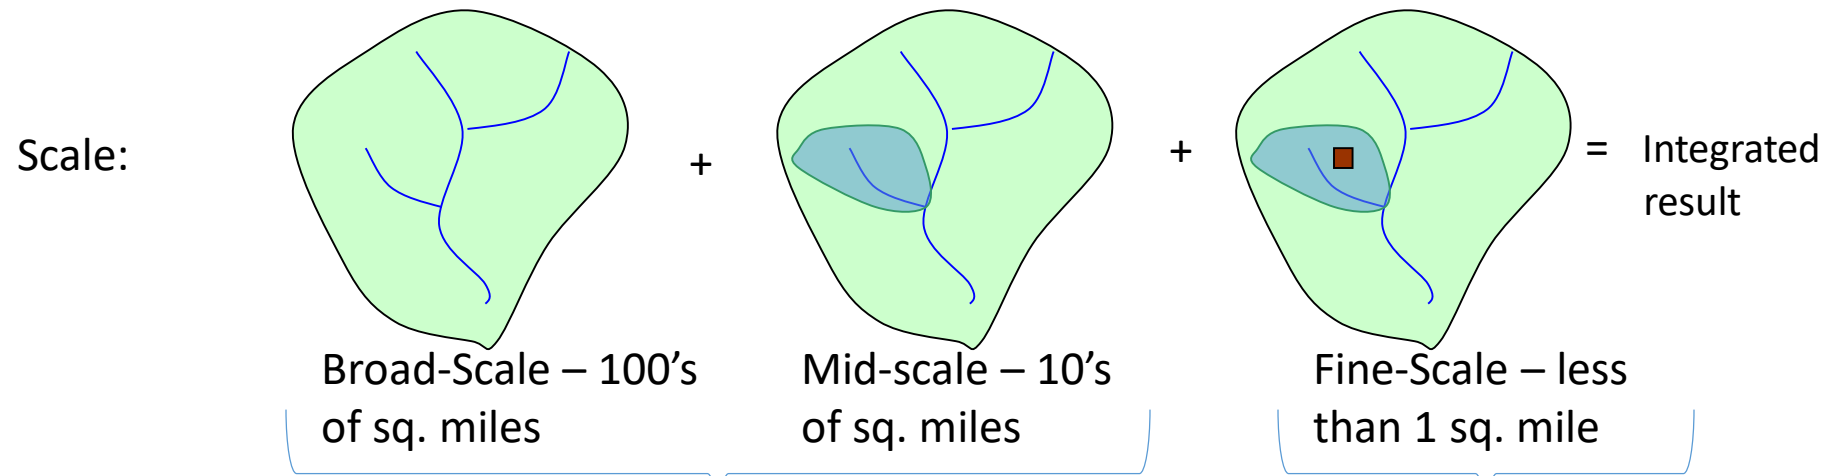 Scale:
+
+
= Integrated
result
Broad-Scale – 100’s
of sq. miles
Mid-scale – 10’s
of sq. miles
Fine-Scale – less
than 1 sq. mile